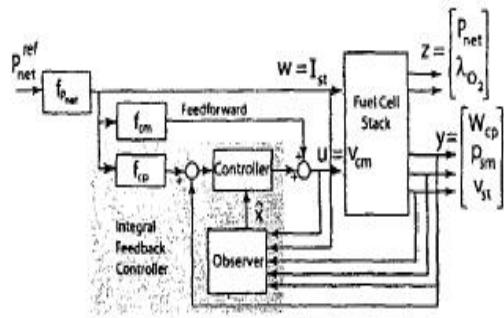 P_net^ref
f_Pnet
w = I_st
Fuel Cell
Stack
z = [P_net
λ_O2]
Feedforward
f_cm
u = v_cm
f_cp
Controller
x̂
y = [W_cp
p_sm
v_st]
Integral
Feedback
Controller
Observer
+
+
+
-